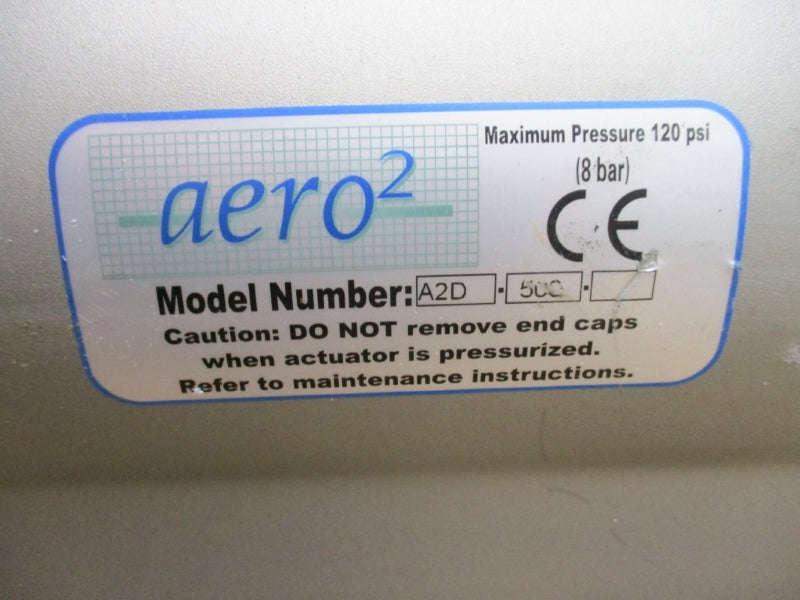 Maximum Pressure 120 psi
(8 bar)
aero²
CE
Model Number: A2D -
Caution: DO NOT remove end caps
when actuator is pressurized.
Refer to maintenance instructions.